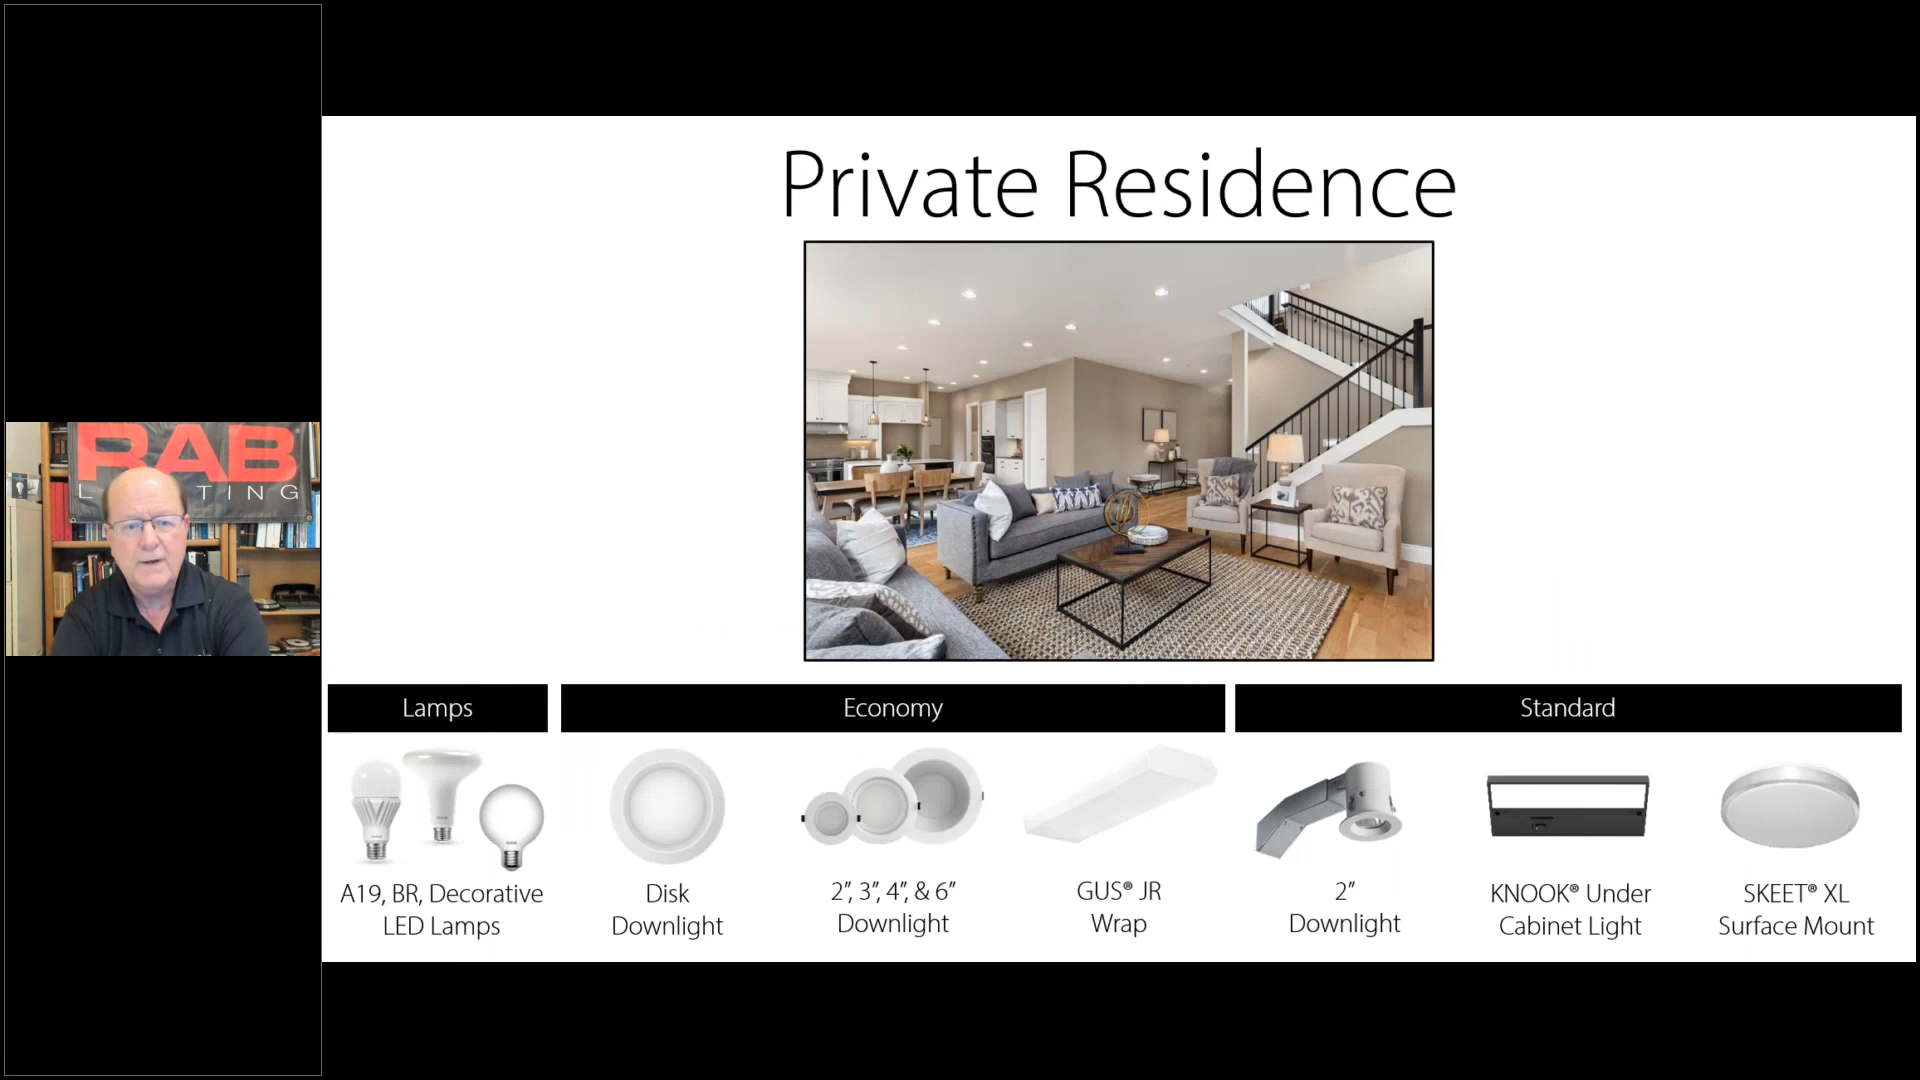 RAB
L TING
Private Residence
Lamps
Economy
Standard
A19, BR, Decorative
LED Lamps
Disk
Downlight
2”, 3”, 4”, & 6”
Downlight
GUS® JR
Wrap
2”
Downlight
KNOOK® Under
Cabinet Light
SKEET® XL
Surface Mount